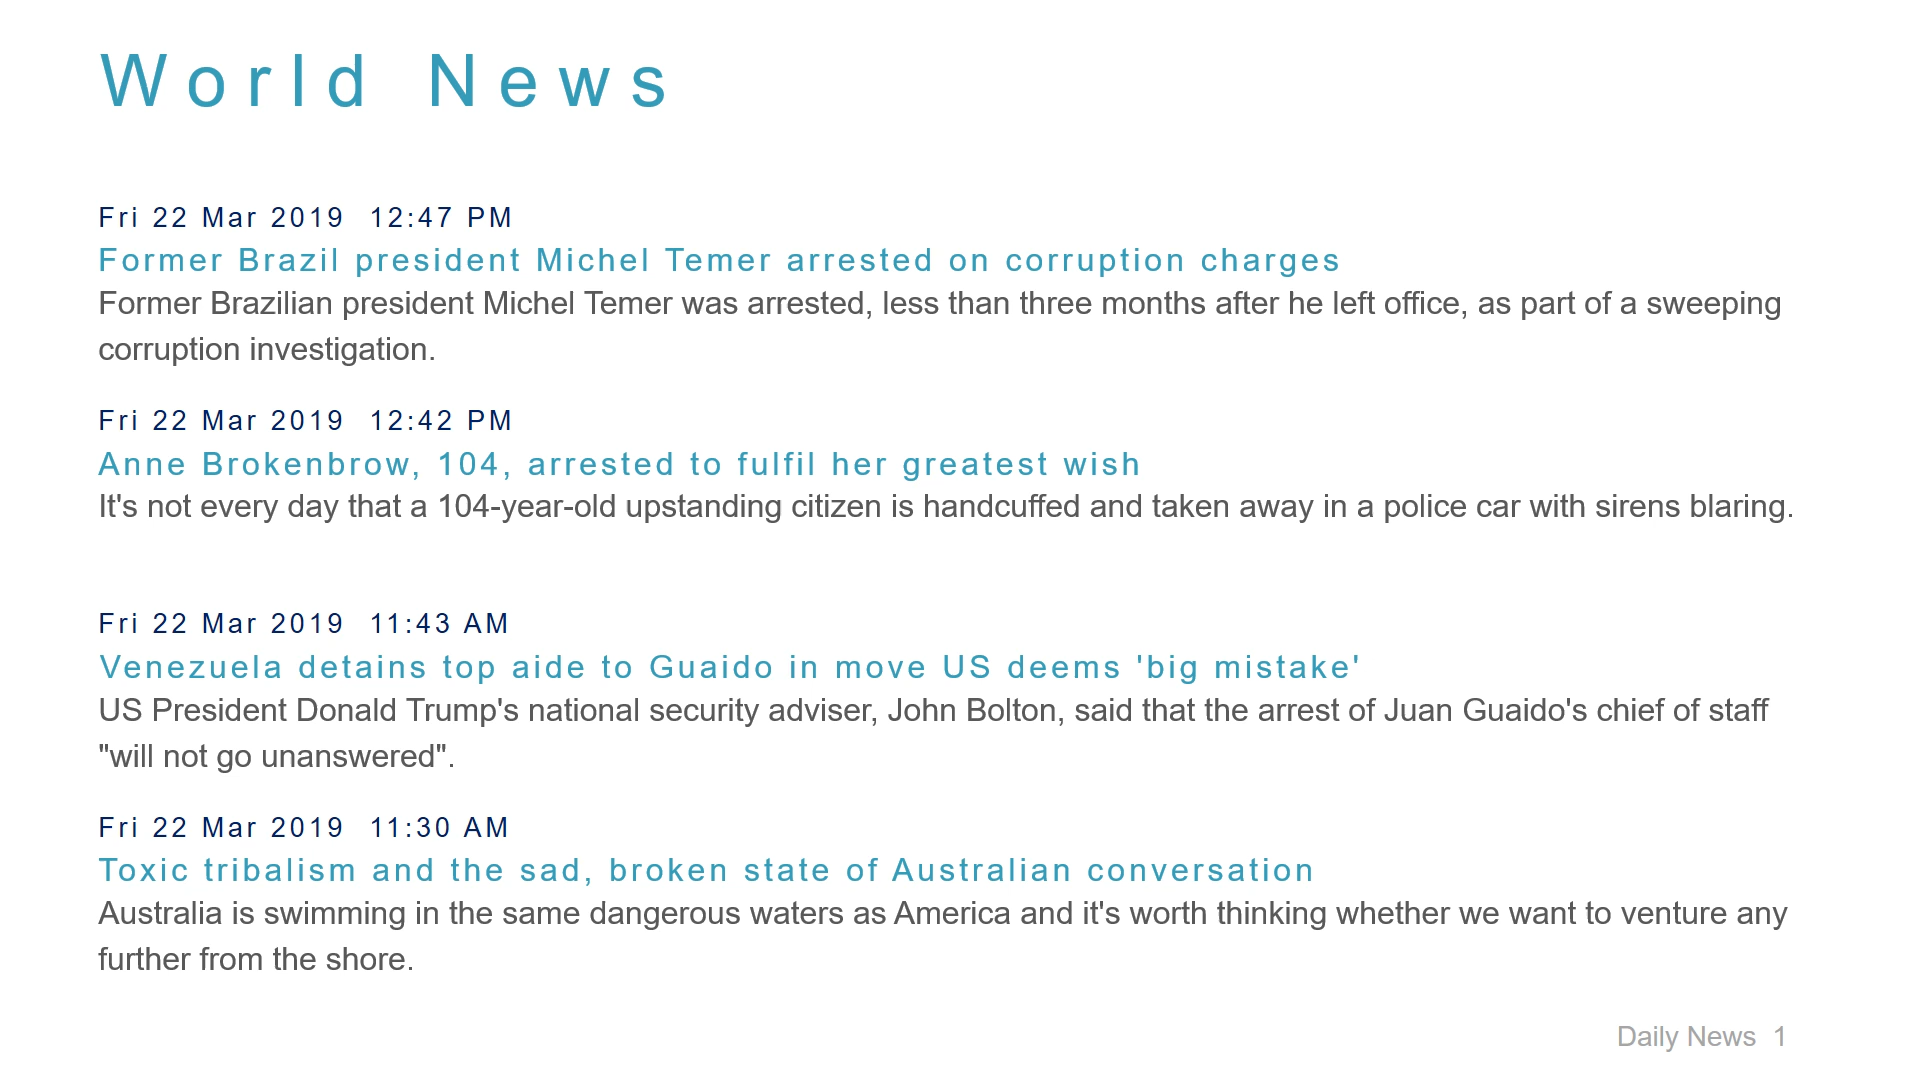 World News
Fri 22 Mar 2019  12:47 PM
Former Brazil president Michel Temer arrested on corruption charges
Former Brazilian president Michel Temer was arrested, less than three months after he left office, as part of a sweeping
corruption investigation.
Fri 22 Mar 2019  12:42 PM
Anne Brokenbrow, 104, arrested to fulfil her greatest wish
It's not every day that a 104-year-old upstanding citizen is handcuffed and taken away in a police car with sirens blaring.
Fri 22 Mar 2019  11:43 AM
Venezuela detains top aide to Guaido in move US deems 'big mistake'
US President Donald Trump's national security adviser, John Bolton, said that the arrest of Juan Guaido's chief of staff
"will not go unanswered".
Fri 22 Mar 2019  11:30 AM
Toxic tribalism and the sad, broken state of Australian conversation
Australia is swimming in the same dangerous waters as America and it's worth thinking whether we want to venture any
further from the shore.
Daily News  1